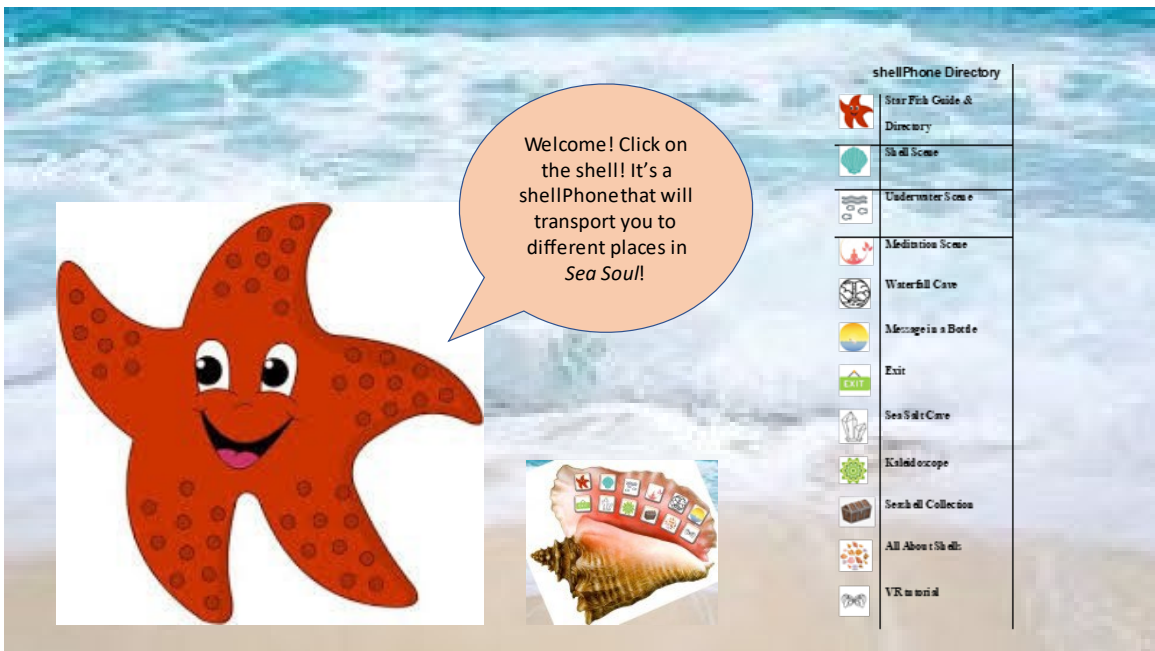 Welcome! Click on
the shell! It's a
shellPhone that will
transport you to
different places in
Sea Soul!
shellPhone Directory
Star Fish Guide &
Directory
Shell Scene
Underwater Scene
Meditation Scene
Waterfall Cave
Message in a Bottle
Exit
EXIT
Sea Salt Cave
Kaleidoscope
Seashell Collection
All About Shells
VR tutorial